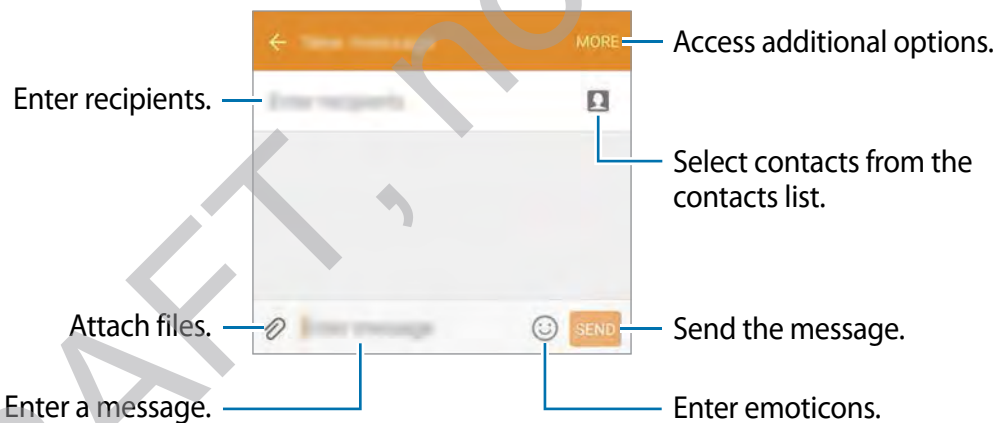 MORE
Access additional options.
Enter recipients.
Select contacts from the
contacts list.
Attach files.
SEND
Send the message.
Enter a message.
Enter emoticons.